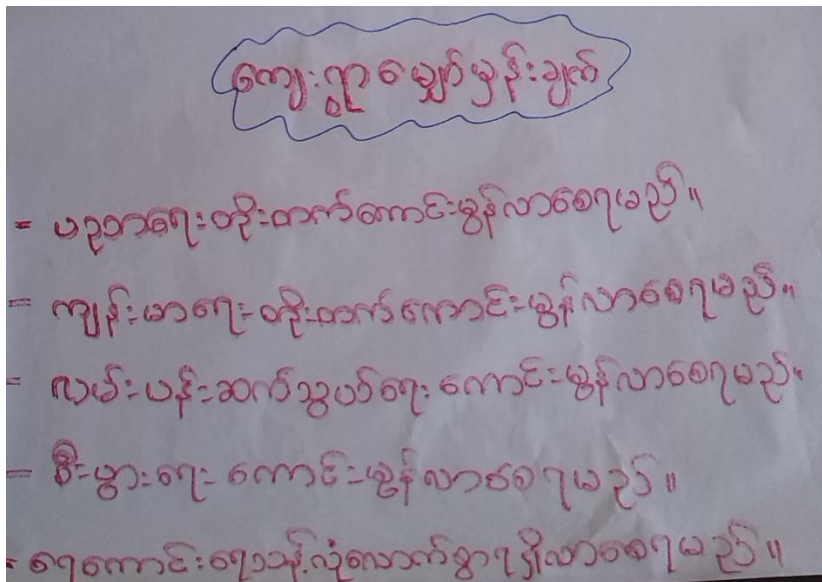 ကျေးရွာမျှော်မှန်းချက်
- ပညာရေးတိုးတက်ကောင်းမွန်လာစေရမည်။
- ကျန်းမာရေးတိုးတက်ကောင်းမွန်လာစေရမည်။
- လမ်းပန်းဆက်သွယ်ရေးကောင်းမွန်လာစေရမည်။
- စီးပွားရေးကောင်းမွန်လာစေရမည်။
- ရေကောင်းရေသန့်လုံလောက်စွာရရှိလာစေရမည်။